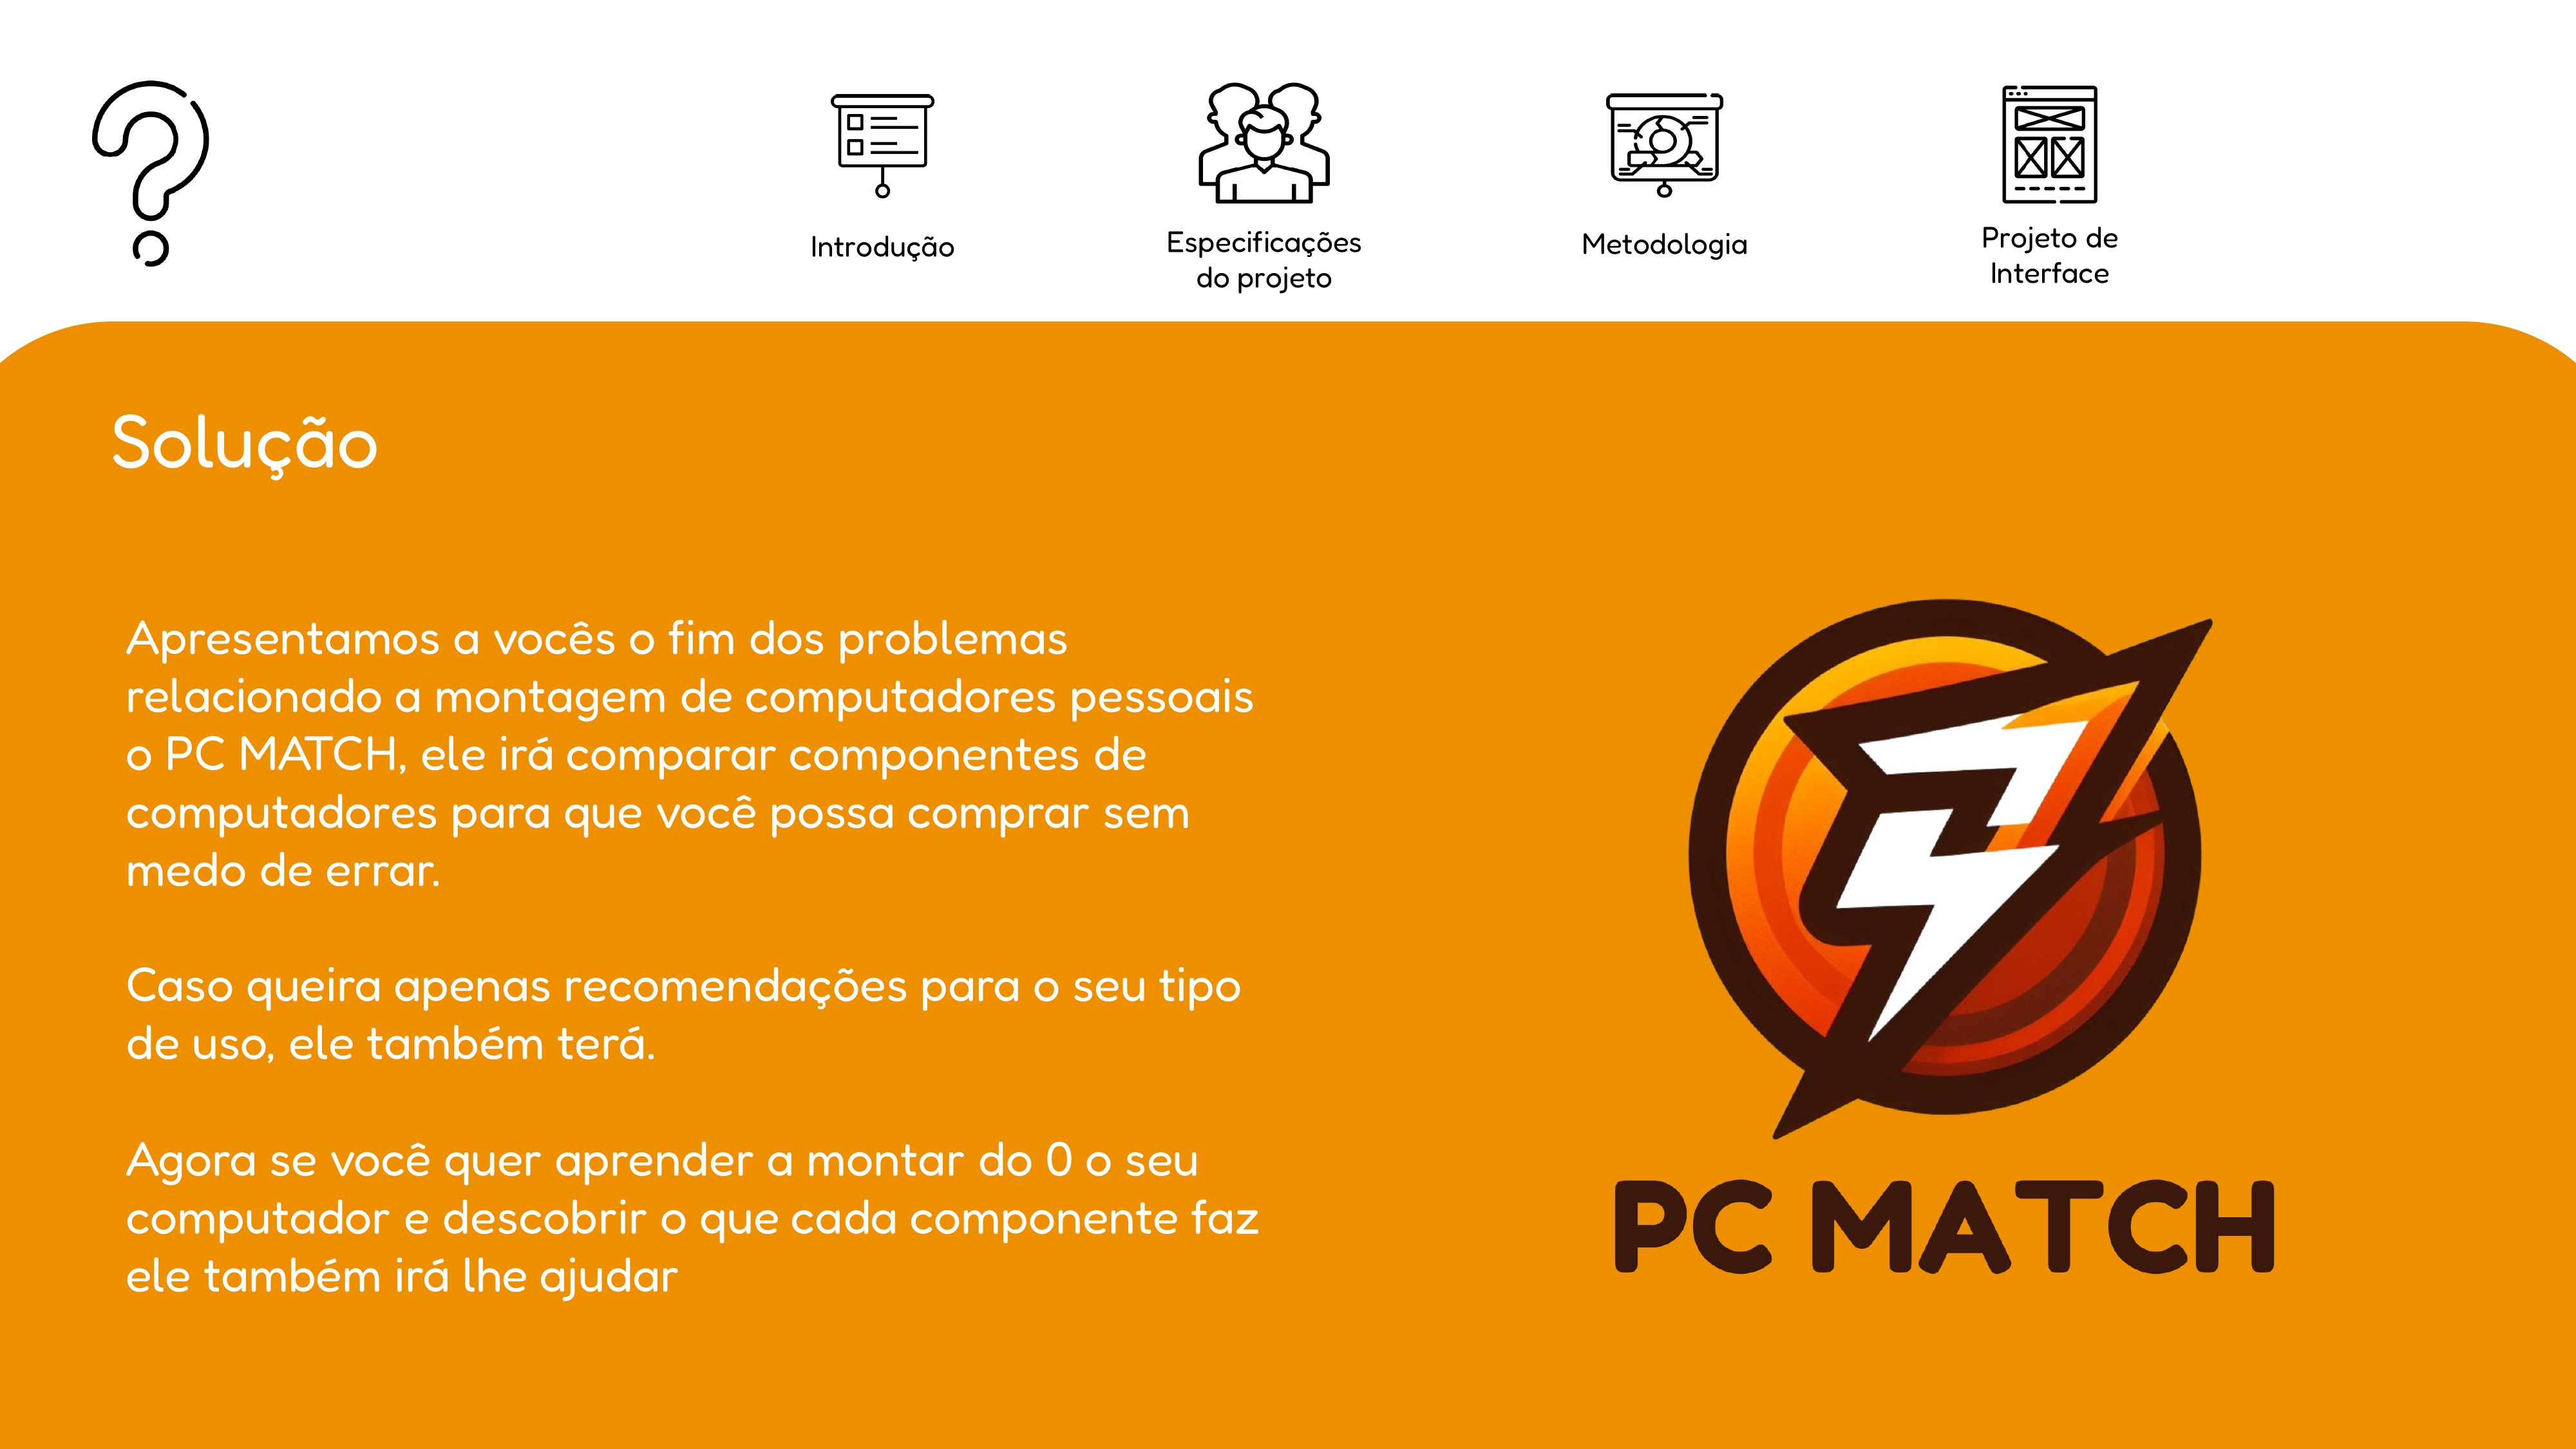 Introdução
Especificações
do projeto
Metodologia
Projeto de
Interface
Solução
Apresentamos a vocês o fim dos problemas
relacionado a montagem de computadores pessoais
o PC MATCH, ele irá comparar componentes de
computadores para que você possa comprar sem
medo de errar.
Caso queira apenas recomendações para o seu tipo
de uso, ele também terá.
Agora se você quer aprender a montar do 0 o seu
computador e descobrir o que cada componente faz
ele também irá lhe ajudar
PC MATCH